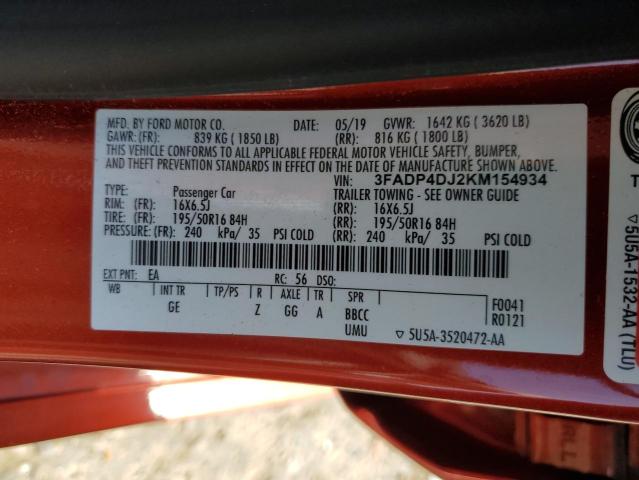 MFD. BY FORD MOTOR CO. DATE: 05/19 GVWR: 1642 KG ( 3620 LB)
GAWR: (FR): 839 KG ( 1850 LB) (RR): 816 KG ( 1800 LB)
THIS VEHICLE CONFORMS TO ALL APPLICABLE FEDERAL MOTOR VEHICLE SAFETY, BUMPER,
AND THEFT PREVENTION STANDARDS IN EFFECT ON THE DATE OF MANUFACTURE SHOWN ABOVE.
VIN: 3FADP4DJ2KM154934
TYPE: Passenger Car TRAILER TOWING - SEE OWNER GUIDE
RIM: (FR): 16X6.5J (RR): 16X6.5J
TIRE: (FR): 195/50R16 84H (RR): 195/50R16 84H
PRESSURE: (FR): 240 kPa/ 35 PSI COLD (RR): 240 kPa/ 35 PSI COLD
EXT PNT: EA RC: 56 DSO:
WB INT TR TP/PS R AXLE TR SPR F0041
GE Z GG A BBCC R0121
UMU ▽ 5U5A-3520472-AA
▽5U5A-1532-AA (TLU)